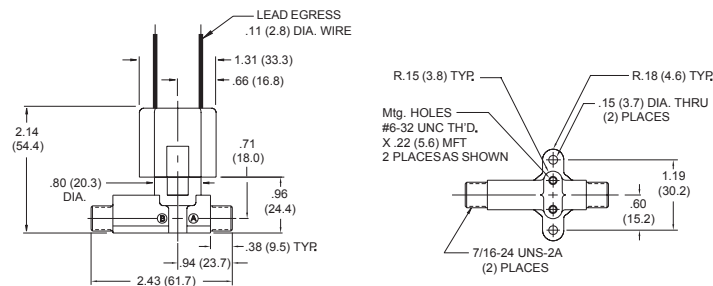 LEAD EGRESS
.11 (2.8) DIA. WIRE
1.31 (33.3)
.66 (16.8)
2.14
(54.4)
.71
(18.0)
.80 (20.3)
DIA.
.96
(24.4)
B
A
.38 (9.5) TYP.
.94 (23.7)
2.43 (61.7)
R.15 (3.8) TYP.
R.18 (4.6) TYP.
Mtg. HOLES
#6-32 UNC TH'D.
X .22 (5.6) MFT
2 PLACES AS SHOWN
.15 (3.7) DIA. THRU
(2) PLACES
1.19
(30.2)
.60
(15.2)
7/16-24 UNS-2A
(2) PLACES